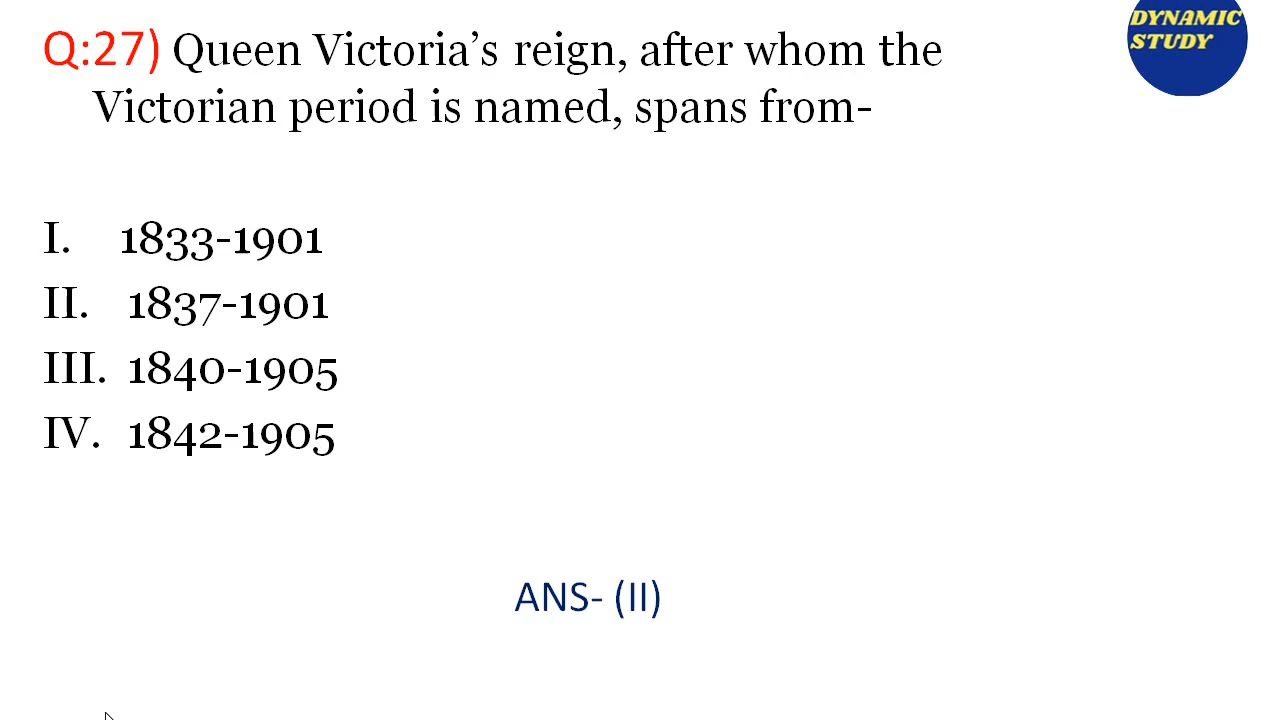 DYNAMIC
STUDY
Q:27) Queen Victoria’s reign, after whom the
Victorian period is named, spans from-
I. 1833-1901
II. 1837-1901
III. 1840-1905
IV. 1842-1905
ANS- (II)